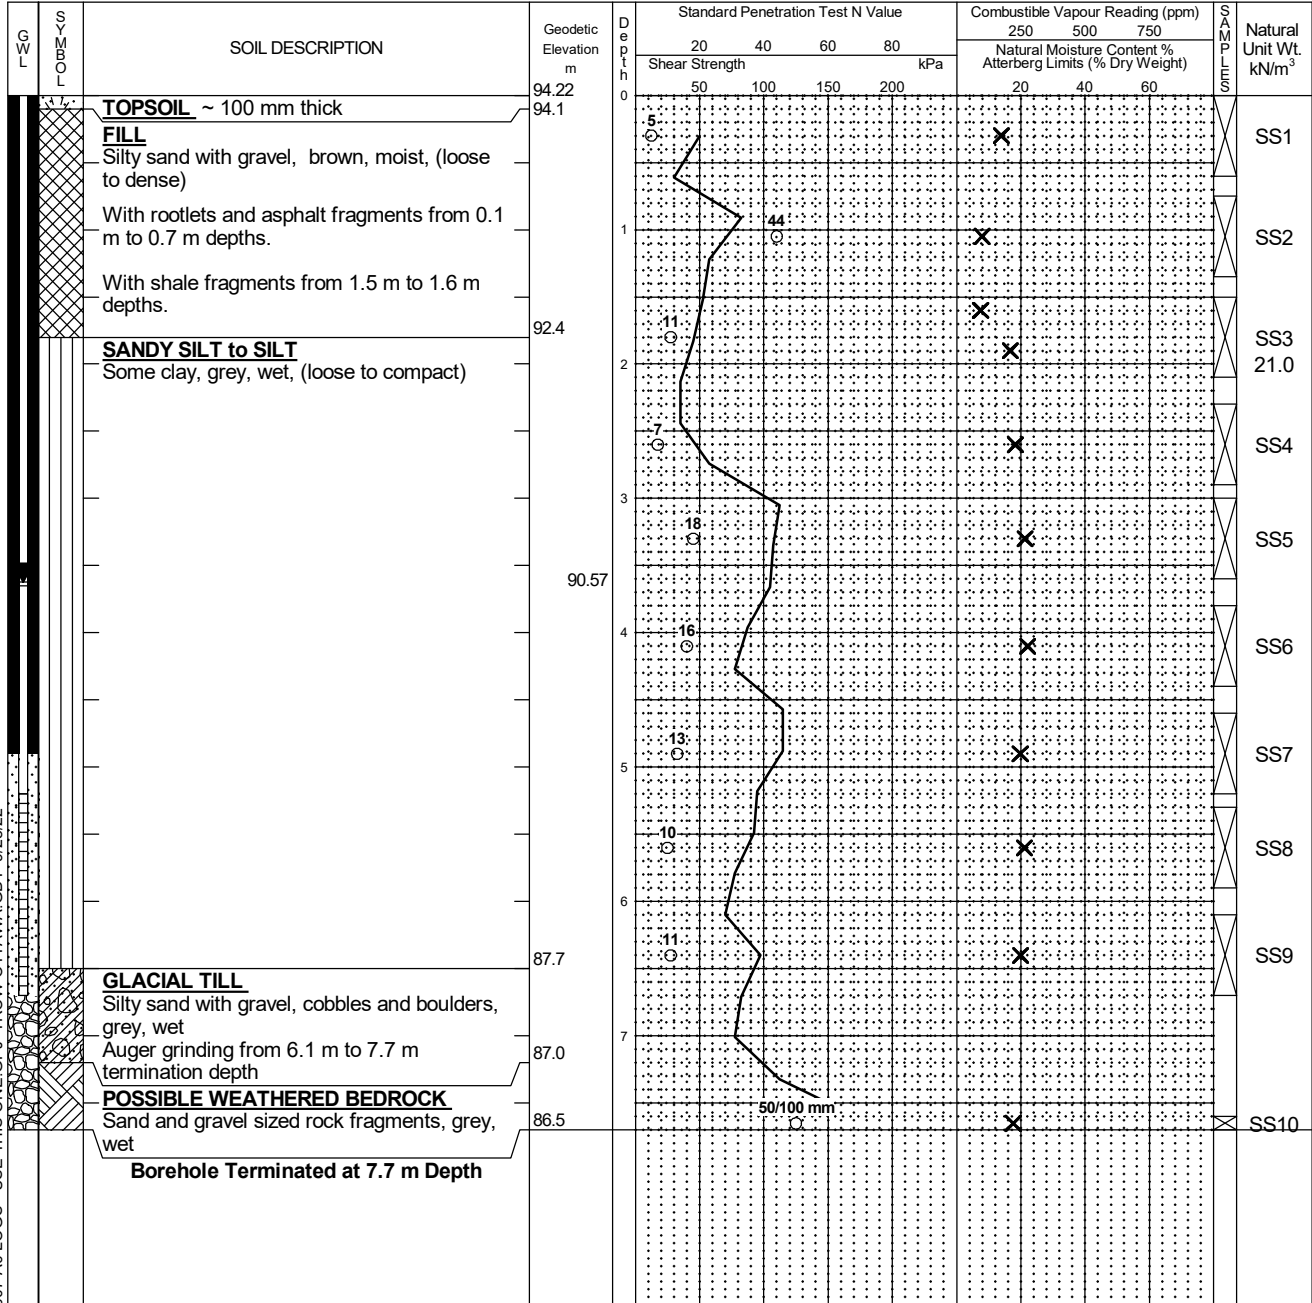 GWL
SYMBOL
SOIL DESCRIPTION
Geodetic
Elevation
m
Depth
Standard Penetration Test N Value
20 40 60 80
Shear Strength kPa
50 100 150 200
Combustible Vapour Reading (ppm)
250 500 750
Natural Moisture Content %
Atterberg Limits (% Dry Weight)
20 40 60
SAMPLES
Natural
Unit Wt.
kN/m³
94.22
0
TOPSOIL ~ 100 mm thick
94.1
FILL
Silty sand with gravel, brown, moist, (loose
to dense)
5
SS1
With rootlets and asphalt fragments from 0.1
m to 0.7 m depths.
1
44
SS2
With shale fragments from 1.5 m to 1.6 m
depths.
92.4
11
SS3
21.0
SANDY SILT to SILT
Some clay, grey, wet, (loose to compact)
2
7
SS4
3
18
SS5
90.57
4
16
SS6
13
SS7
5
10
SS8
6
11
SS9
87.7
GLACIAL TILL
Silty sand with gravel, cobbles and boulders,
grey, wet
Auger grinding from 6.1 m to 7.7 m
termination depth
7
87.0
POSSIBLE WEATHERED BEDROCK
Sand and gravel sized rock fragments, grey,
wet
86.5
50/100 mm
SS10
Borehole Terminated at 7.7 m Depth